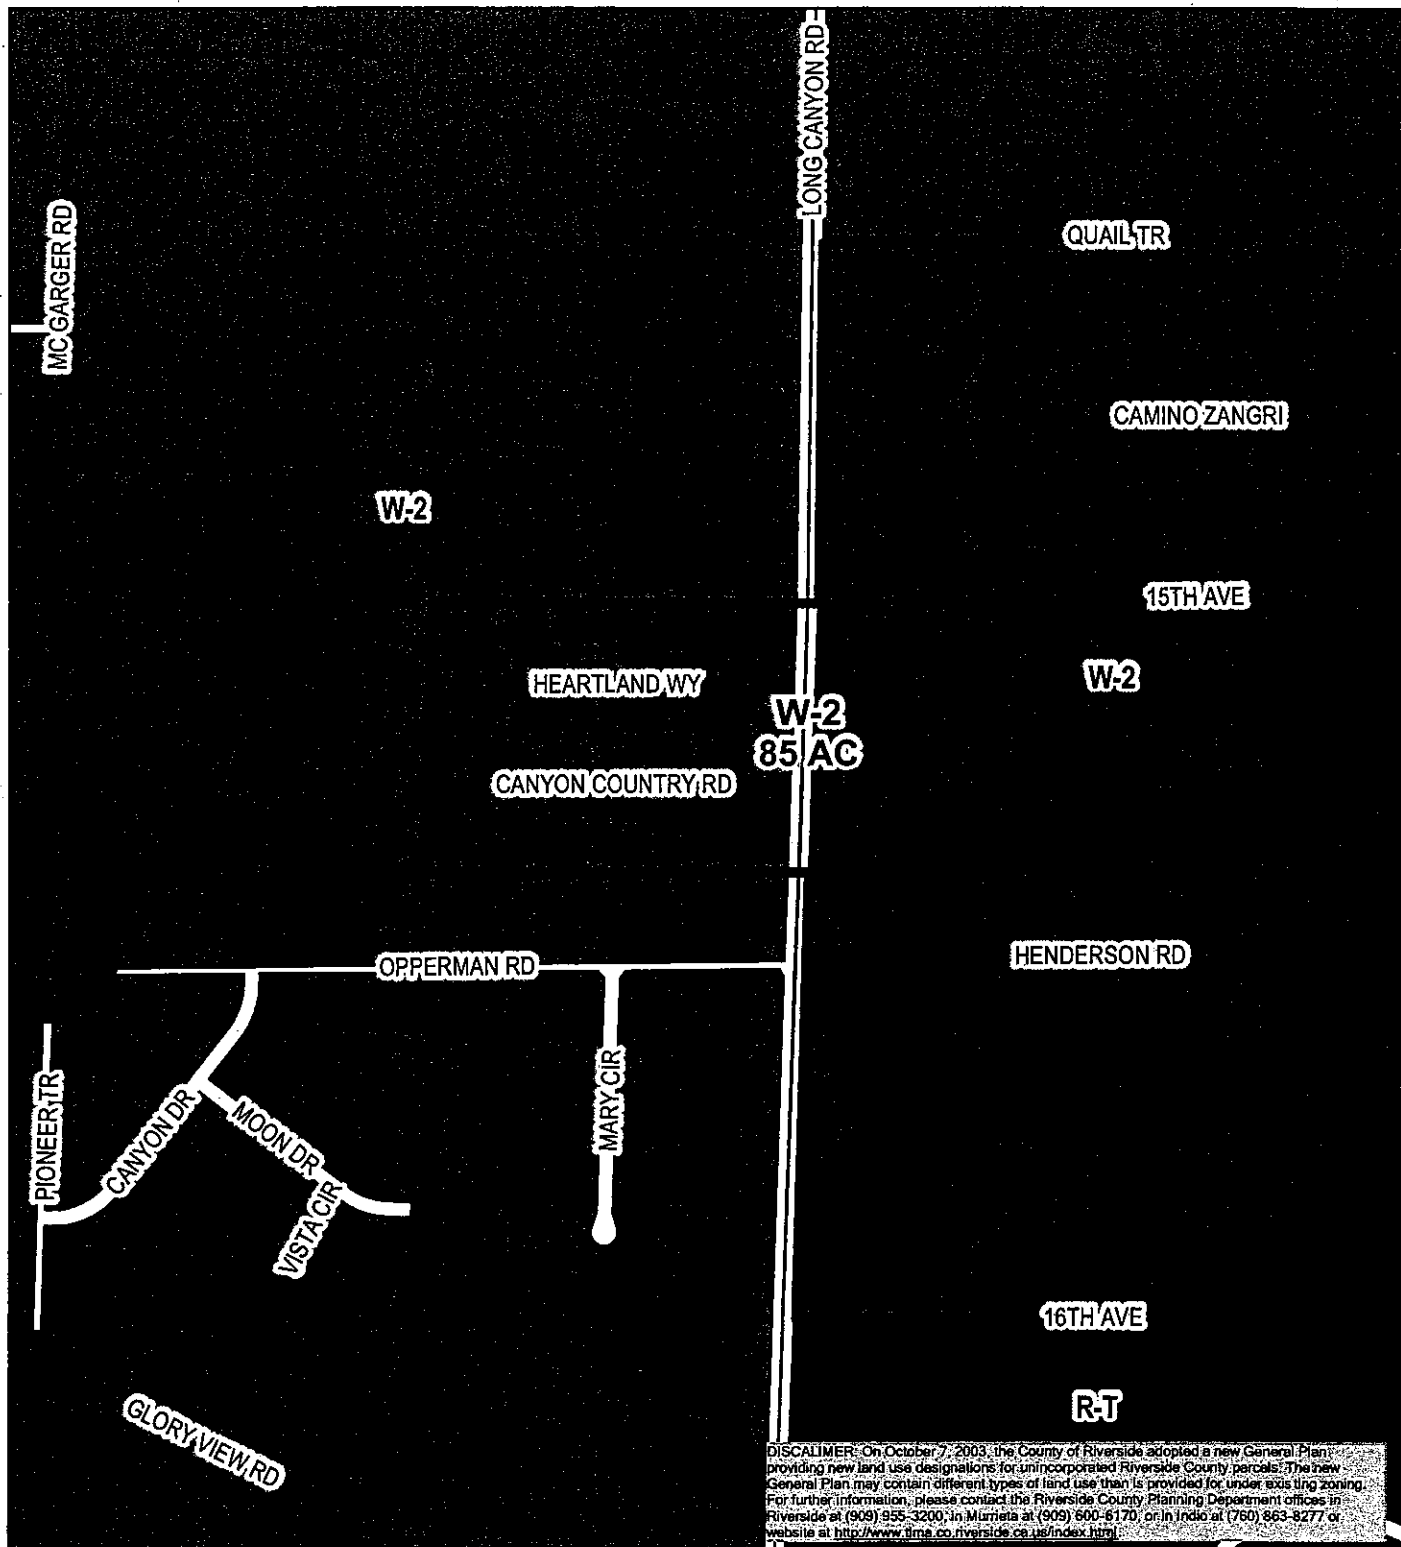 LONG CANYON RD
MC GARGER RD
QUAIL TR
CAMINO ZANGRI
W-2
15TH AVE
HEARTLAND WY
W-2
W-2
85 AC
CANYON COUNTRY RD
OPPERMAN RD
HENDERSON RD
PIONEER TR
CANYON DR
MOON DR
MARY CIR
VISTA CIR
16TH AVE
GLORY VIEW RD
R-T
DISCALIMER: On October 7, 2003, the County of Riverside adopted a new General Plan
providing new land use designations for unincorporated Riverside County parcels. The new
General Plan may contain different types of land use than is provided for under existing zoning.
For further information, please contact the Riverside County Planning Department offices in
Riverside at (909) 955-3200, in Murrieta at (909) 600-6170, or in Indio at (760) 863-8277 or
website at http://www.tlma.co.riverside.ca.us/index.html